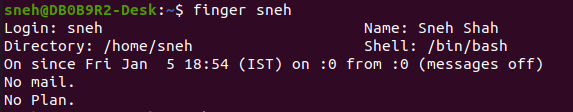 sneh@DB0B9R2-Desk:~$ finger sneh
Login: sneh                             Name: Sneh Shah
Directory: /home/sneh                   Shell: /bin/bash
On since Fri Jan  5 18:54 (IST) on :0 from :0 (messages off)
No mail.
No Plan.